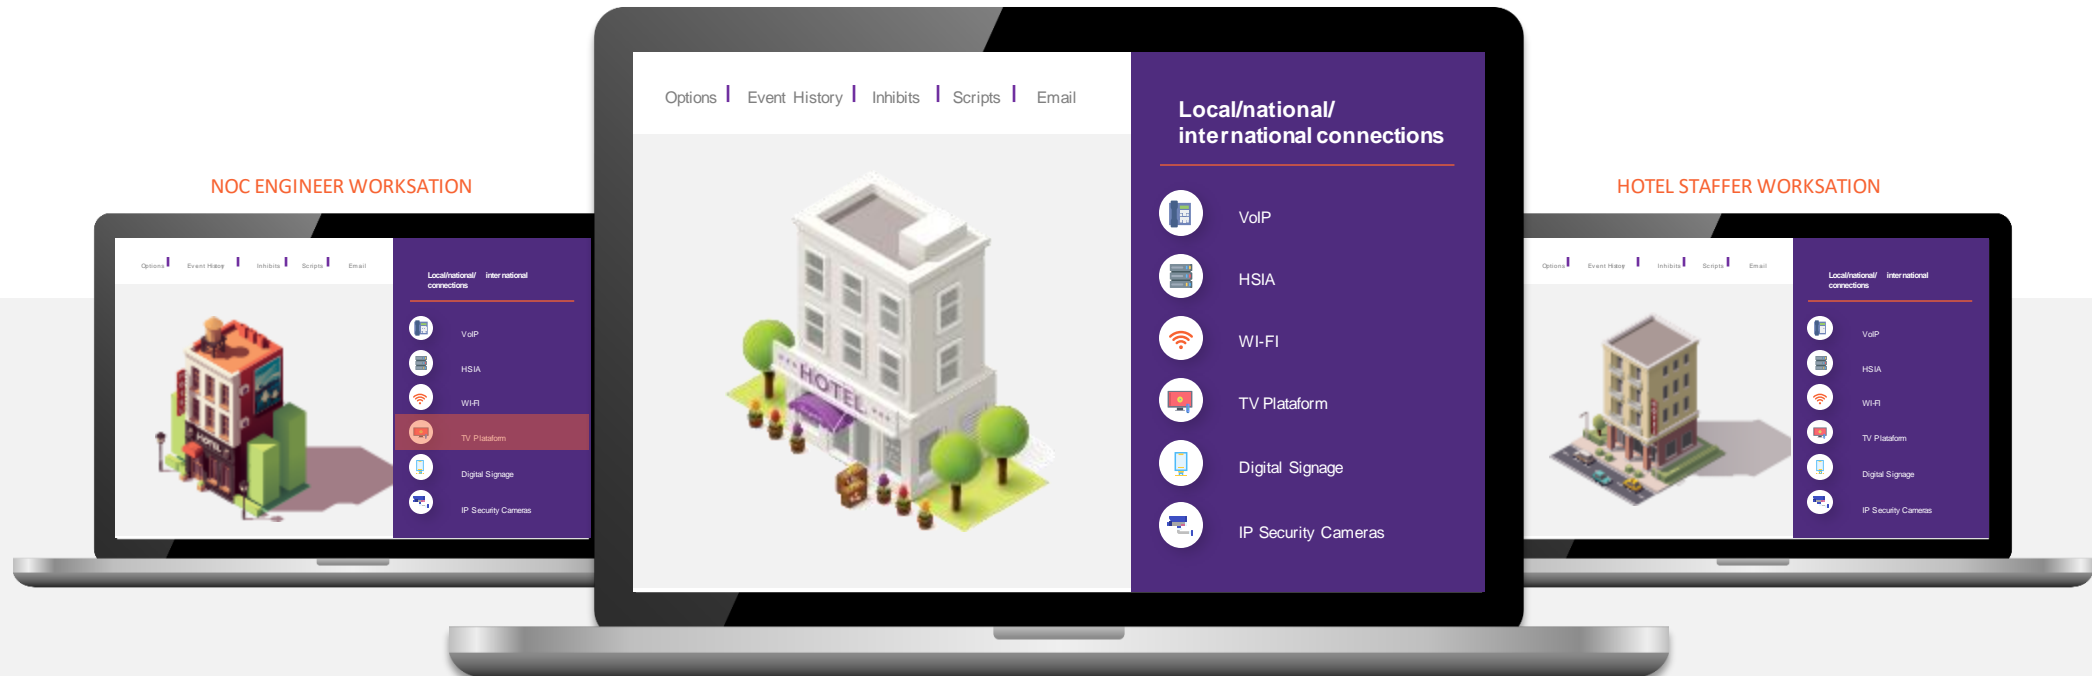 NOC ENGINEER WORKSATION
Options Event History Inhibits Scripts Email
Local/national/ international
connections
VoIP
HSIA
WI-FI
TV Plataform
Digital Signage
IP Security Cameras
HOTEL
Options Event History Inhibits Scripts Email
Local/national/
international connections
VoIP
HSIA
WI-FI
TV Plataform
Digital Signage
IP Security Cameras
HOTEL
HOTEL STAFFER WORKSATION
Options Event History Inhibits Scripts Email
Local/national/ international
connections
VoIP
HSIA
WI-FI
TV Plataform
Digital Signage
IP Security Cameras